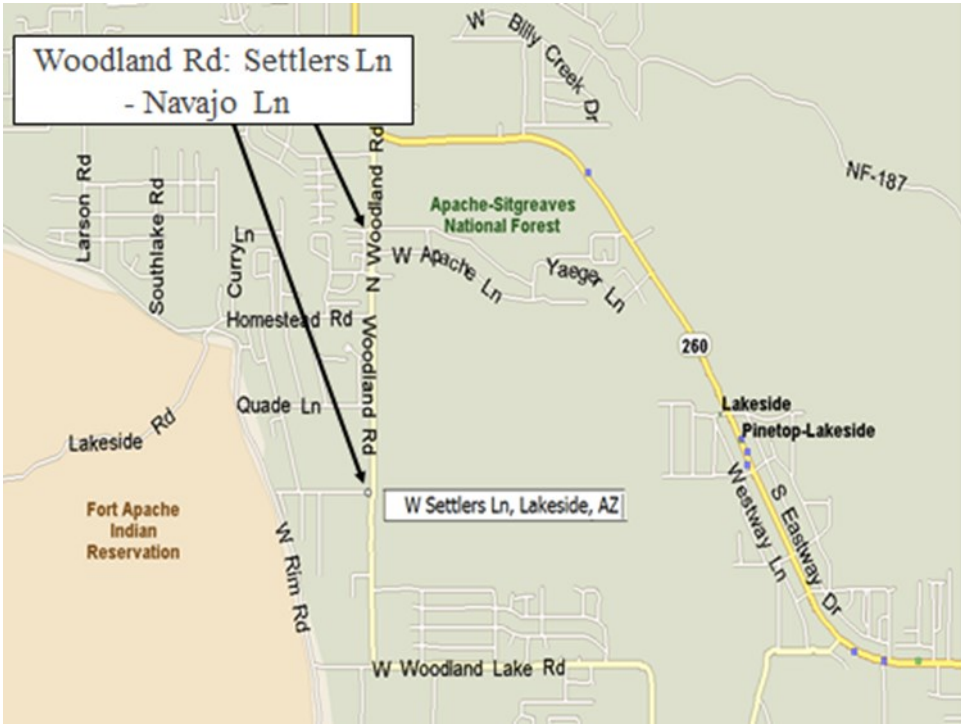 Woodland Rd: Settlers Ln
- Navajo Ln
W Billy Creek Dr
NF-187
Larson Rd
Southlake Rd
Curry Ln
N Woodland Rd
Apache-Sitgreaves
National Forest
W Apache Ln
Yaeger Ln
Homestead Rd
Woodland Rd
260
Quade Ln
Lakeside Rd
Lakeside
Pinetop-Lakeside
W Settlers Ln, Lakeside, AZ
Westway Ln
S Eastway Dr
Fort Apache
Indian
Reservation
W Rim Rd
W Woodland Lake Rd